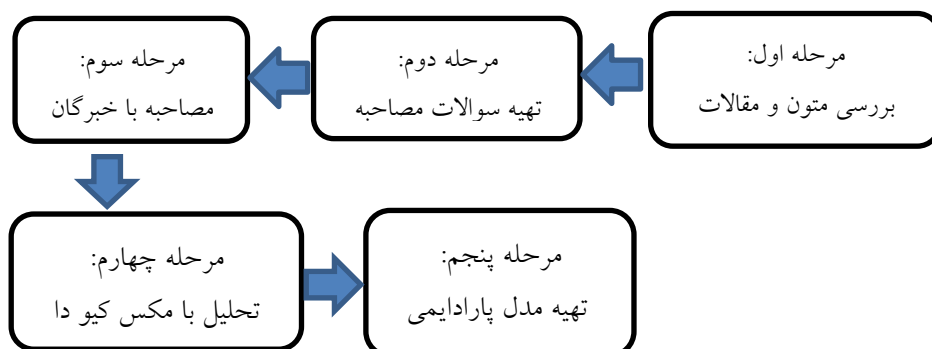 مرحله اول:
بررسی متون و مقالات
مرحله دوم:
تهیه سوالات مصاحبه
مرحله سوم:
مصاحبه با خبرگان
مرحله چهارم:
تحلیل با مکس کیو دا
مرحله پنجم:
تهیه مدل پارادایمی